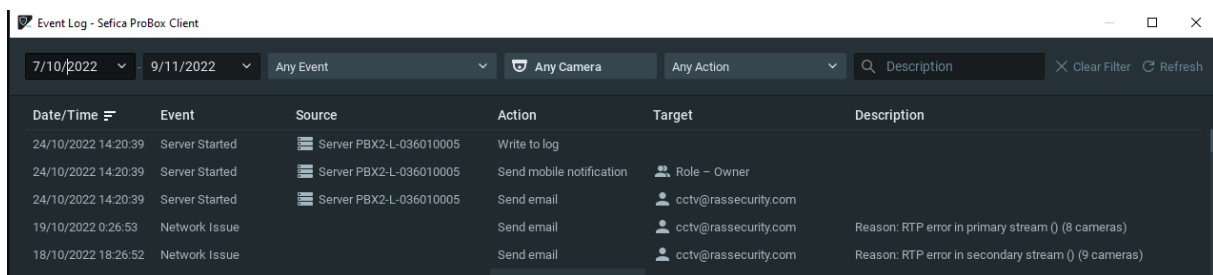 Event Log - Sefica ProBox Client
7/10/2022 - 9/11/2022 Any Event Any Camera Any Action Description Clear Filter Refresh
Date/Time Event Source Action Target Description
24/10/2022 14:20:39 Server Started Server PBX2-L-036010005 Write to log
24/10/2022 14:20:39 Server Started Server PBX2-L-036010005 Send mobile notification Role – Owner
24/10/2022 14:20:39 Server Started Server PBX2-L-036010005 Send email cctv@rassecurity.com
19/10/2022 0:26:53 Network Issue Send email cctv@rassecurity.com Reason: RTP error in primary stream () (8 cameras)
18/10/2022 18:26:52 Network Issue Send email cctv@rassecurity.com Reason: RTP error in secondary stream () (9 cameras)